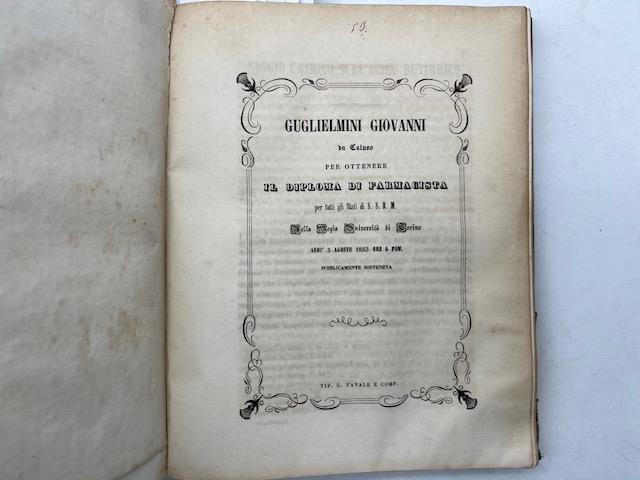 59.
GUGLIELMINI GIOVANNI
da Caluso
PER OTTENERE
IL DIPLOMA DI FARMACISTA
per tutti gli Stati di S. S. R. M.
Nella Regia Università di Torino
ADDI' 3 AGOSTO 1853 ORE 4 POM.
PUBBLICAMENTE SOSTENEVA
TIP. G. FAVALE E COMP.